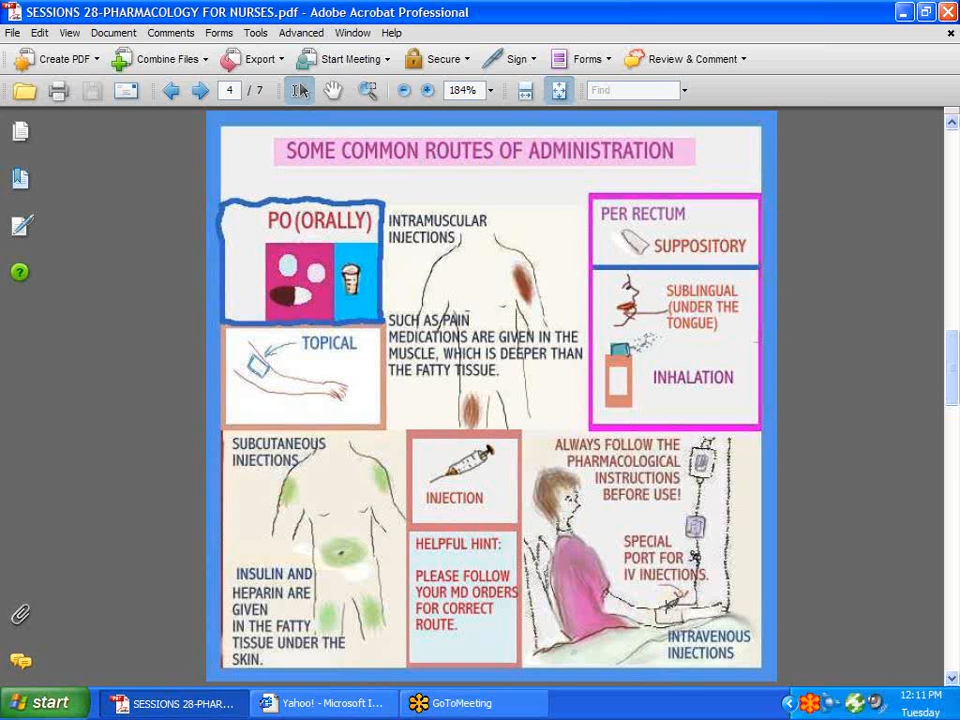 SESSIONS 28-PHARMACOLOGY FOR NURSES.pdf - Adobe Acrobat Professional
File Edit View Document Comments Forms Tools Advanced Window Help
Create PDF Combine Files Export Start Meeting Secure Sign Forms Review & Comment
4 / 7 184% Find
SOME COMMON ROUTES OF ADMINISTRATION
PO (ORALLY)
TOPICAL
INTRAMUSCULAR
INJECTIONS
SUCH AS PAIN
MEDICATIONS ARE GIVEN IN THE
MUSCLE, WHICH IS DEEPER THAN
THE FATTY TISSUE.
PER RECTUM
SUPPOSITORY
SUBLINGUAL
(UNDER THE
TONGUE)
INHALATION
SUBCUTANEOUS
INJECTIONS
INSULIN AND
HEPARIN ARE
GIVEN
IN THE FATTY
TISSUE UNDER THE
SKIN.
INJECTION
HELPFUL HINT:
PLEASE FOLLOW
YOUR MD ORDERS
FOR CORRECT
ROUTE.
ALWAYS FOLLOW THE
PHARMACOLOGICAL
INSTRUCTIONS
BEFORE USE!
SPECIAL
PORT FOR
IV INJECTIONS.
INTRAVENOUS
INJECTIONS
start SESSIONS 28-PHAR... Yahoo! - Microsoft I... GoToMeeting 12:11 PM
Tuesday